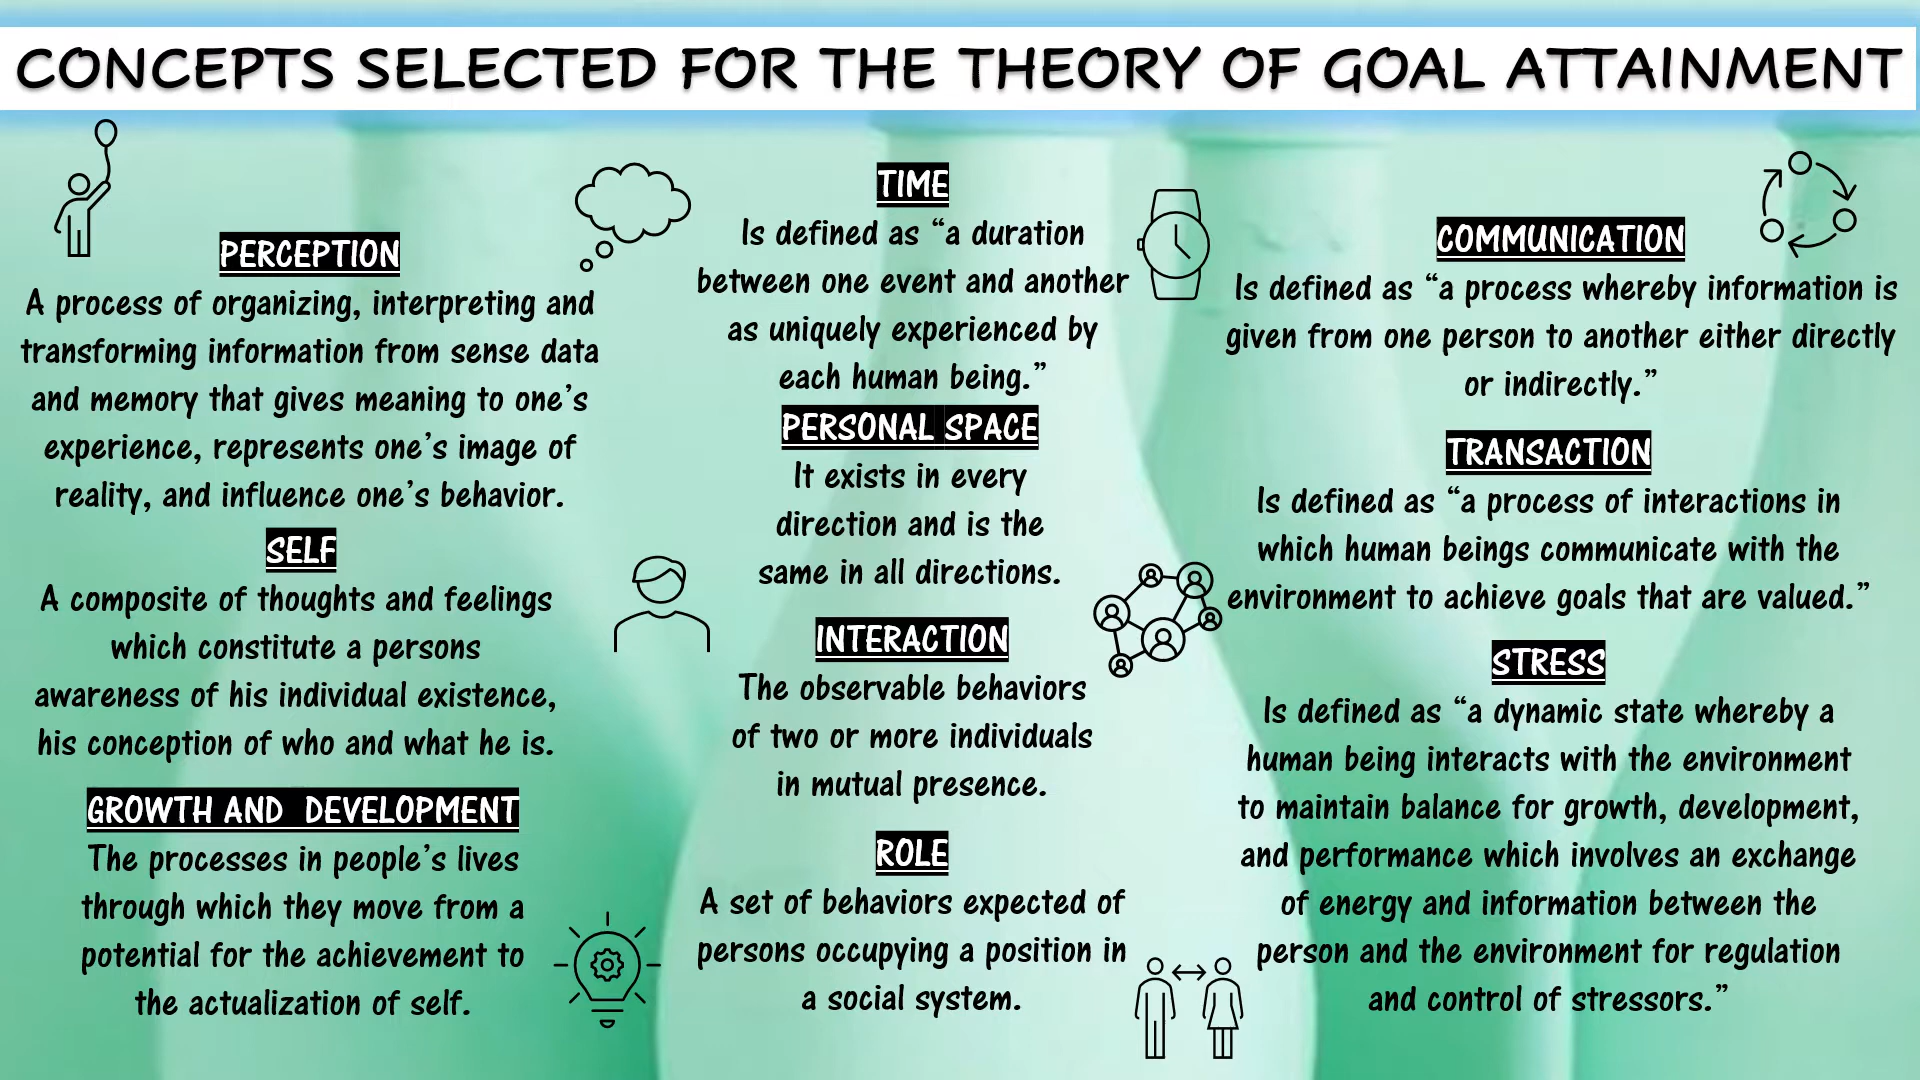 CONCEPTS SELECTED FOR THE THEORY OF GOAL ATTAINMENT
PERCEPTION
A process of organizing, interpreting and
transforming information from sense data
and memory that gives meaning to one’s
experience, represents one’s image of
reality, and influence one’s behavior.
SELF
A composite of thoughts and feelings
which constitute a persons
awareness of his individual existence,
his conception of who and what he is.
GROWTH AND DEVELOPMENT
The processes in people’s lives
through which they move from a
potential for the achievement to
the actualization of self.
TIME
Is defined as “a duration
between one event and another
as uniquely experienced by
each human being.”
PERSONAL SPACE
It exists in every
direction and is the
same in all directions.
INTERACTION
The observable behaviors
of two or more individuals
in mutual presence.
ROLE
A set of behaviors expected of
persons occupying a position in
a social system.
COMMUNICATION
Is defined as “a process whereby information is
given from one person to another either directly
or indirectly.”
TRANSACTION
Is defined as “a process of interactions in
which human beings communicate with the
environment to achieve goals that are valued.”
STRESS
Is defined as “a dynamic state whereby a
human being interacts with the environment
to maintain balance for growth, development,
and performance which involves an exchange
of energy and information between the
person and the environment for regulation
and control of stressors.”